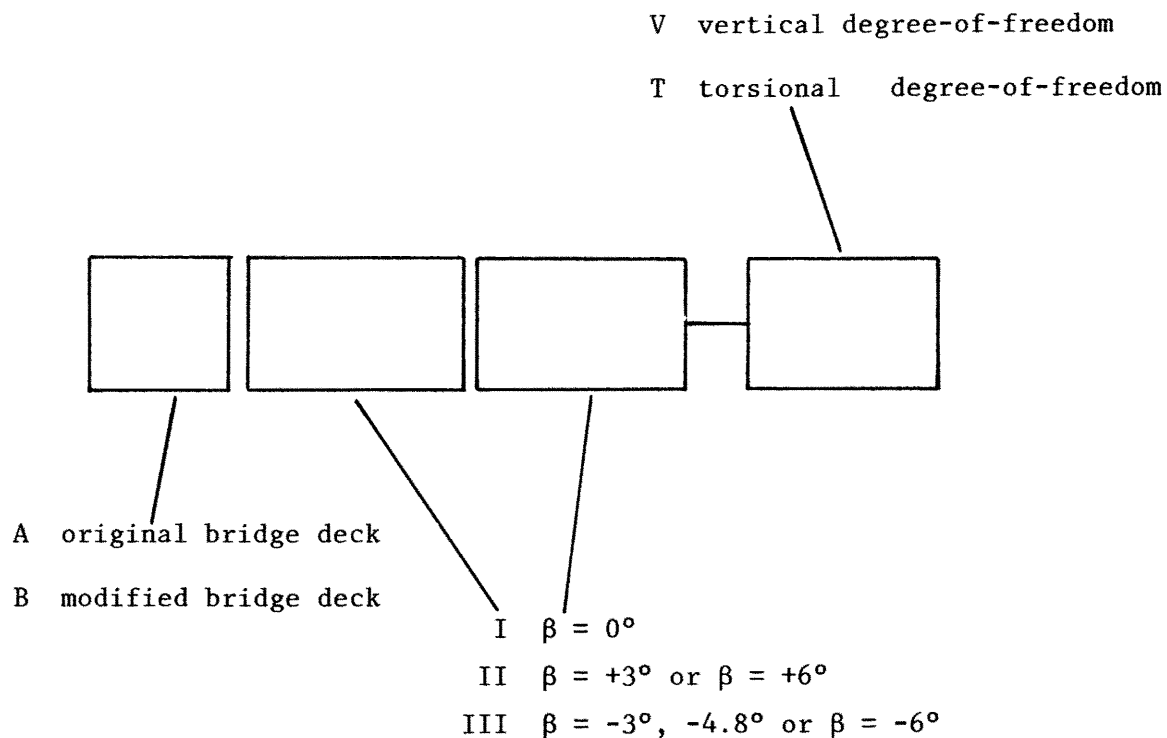 V vertical degree-of-freedom
T torsional degree-of-freedom
A original bridge deck
B modified bridge deck
I β = 0°
II β = +3° or β = +6°
III β = -3°, -4.8° or β = -6°